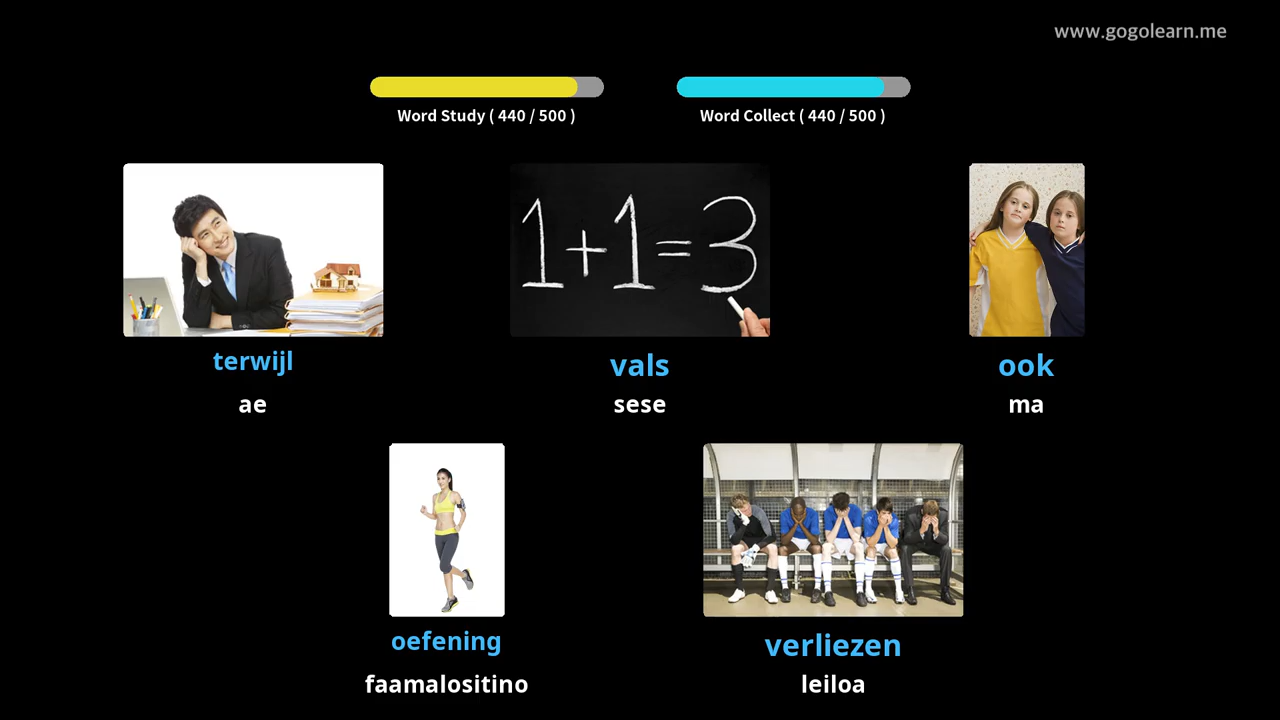 www.gogolearn.me
Word Study ( 440 / 500 )
Word Collect ( 440 / 500 )
1+1=3
terwijl
vals
ook
ae
sese
ma
oefening
verliezen
faamalositino
leiloa